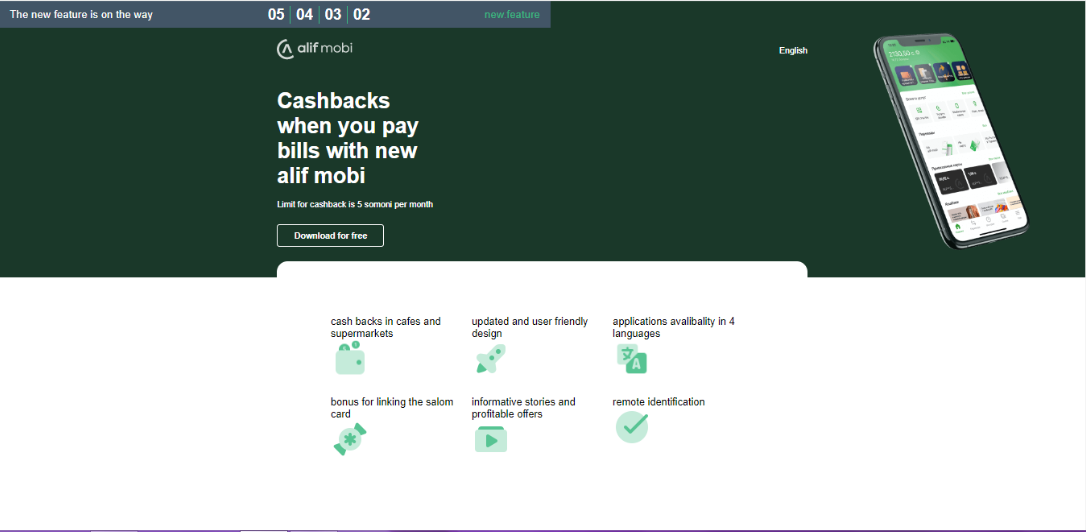 The new feature is on the way
05 04 03 02
new.feature
alif mobi
English
Cashbacks
when you pay
bills with new
alif mobi
Limit for cashback is 5 somoni per month
Download for free
cash backs in cafes and
supermarkets
updated and user friendly
design
applications avalibality in 4
languages
bonus for linking the salom
card
informative stories and
profitable offers
remote identification